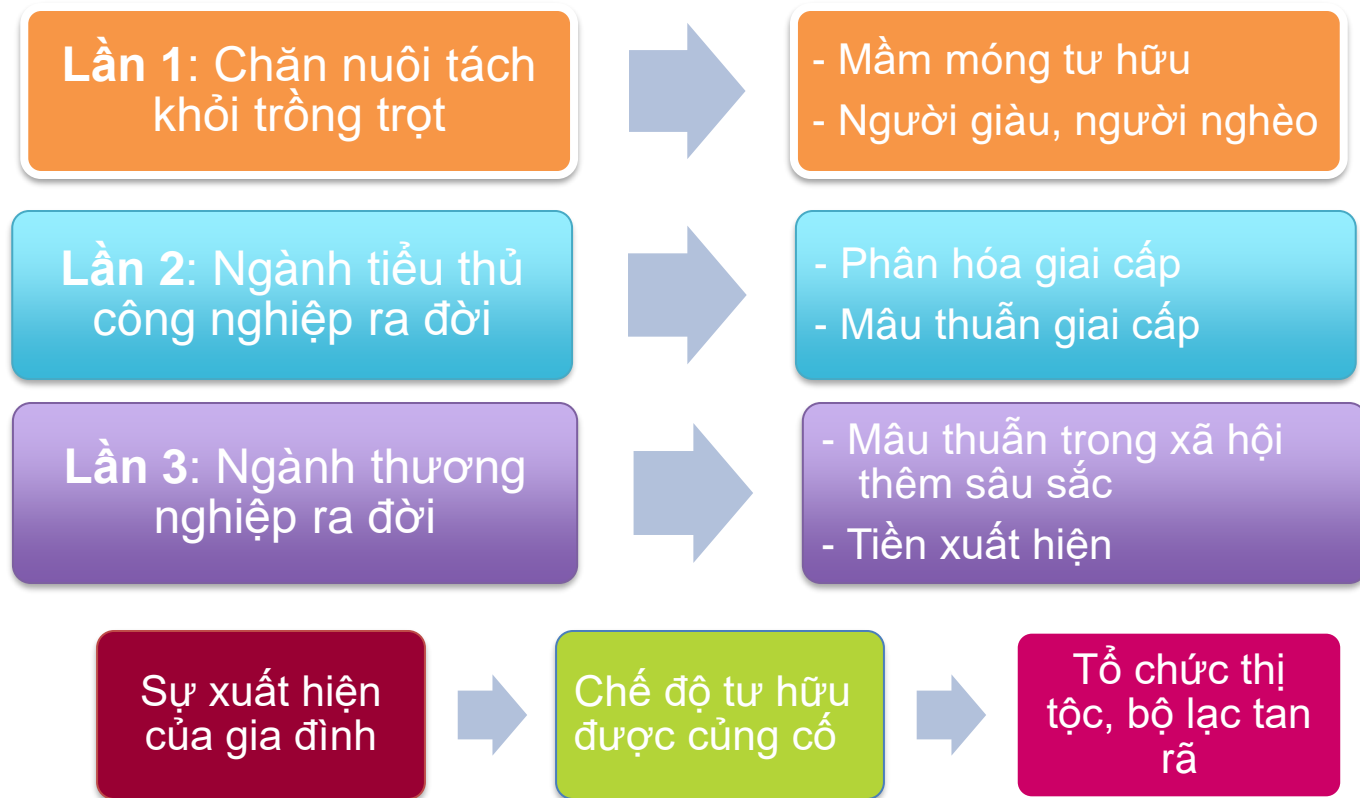 Lần 1: Chăn nuôi tách
khỏi trồng trọt
- Mầm móng tư hữu
- Người giàu, người nghèo
Lần 2: Ngành tiểu thủ
công nghiệp ra đời
- Phân hóa giai cấp
- Mâu thuẫn giai cấp
Lần 3: Ngành thương
nghiệp ra đời
- Mâu thuẫn trong xã hội
thêm sâu sắc
- Tiền xuất hiện
Sự xuất hiện
của gia đình
Chế độ tư hữu
được củng cố
Tổ chức thị
tộc, bộ lạc tan
rã